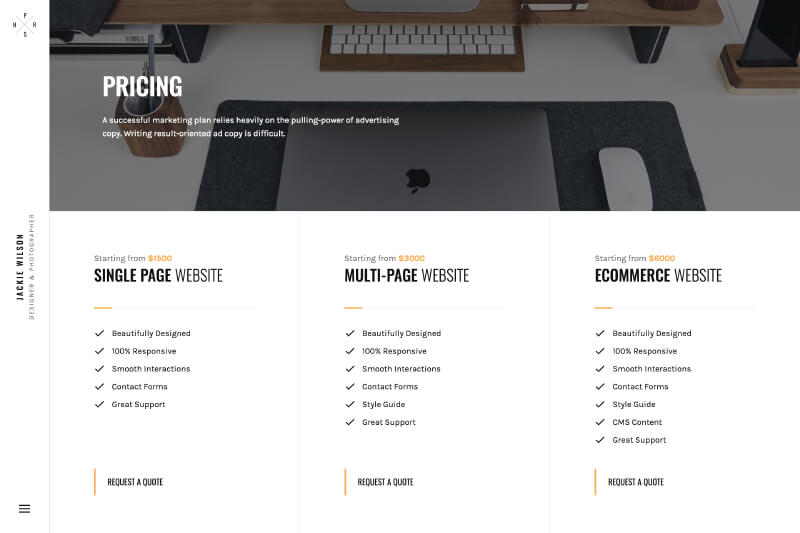 P
H R
S
JACKIE WILSON
DESIGNER & PHOTOGRAPHER
PRICING
A successful marketing plan relies heavily on the pulling-power of advertising
copy. Writing result-oriented ad copy is difficult.
Starting from $1500
SINGLE PAGE WEBSITE
Beautifully Designed
100% Responsive
Smooth Interactions
Contact Forms
Great Support
REQUEST A QUOTE
Starting from $3000
MULTI-PAGE WEBSITE
Beautifully Designed
100% Responsive
Smooth Interactions
Contact Forms
Style Guide
Great Support
REQUEST A QUOTE
Starting from $6000
ECOMMERCE WEBSITE
Beautifully Designed
100% Responsive
Smooth Interactions
Contact Forms
Style Guide
CMS Content
Great Support
REQUEST A QUOTE